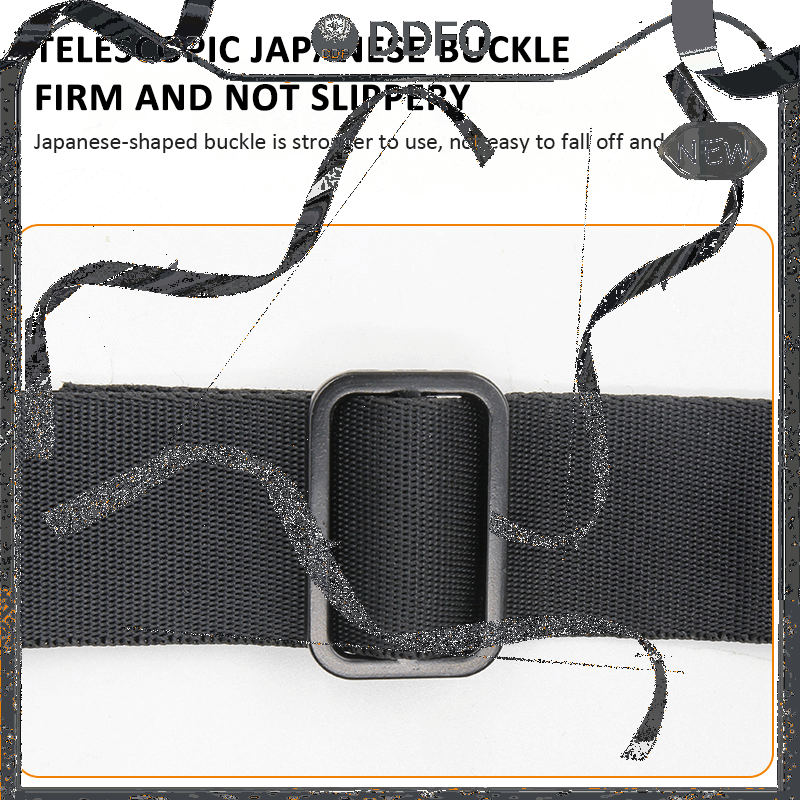 DDFO
TELESCOPIC JAPANESE BUCKLE
FIRM AND NOT SLIPPERY
Japanese-shaped buckle is stronger to use, not easy to fall off and
NEW